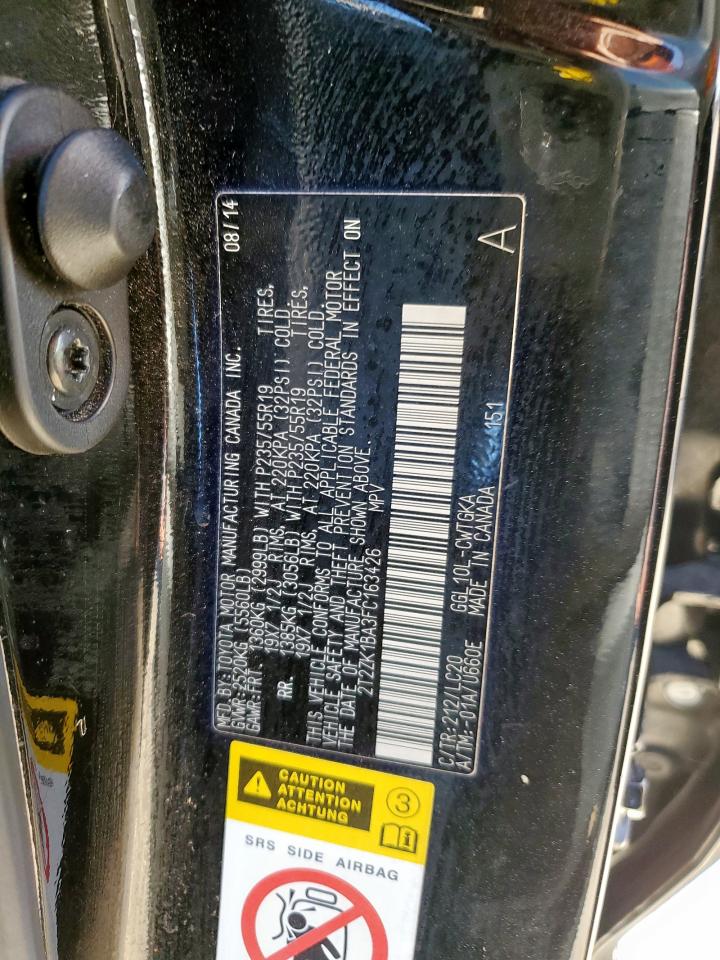 MFD. BY: TOYOTA MOTOR MANUFACTURING CANADA INC. 08/14
GVWR:2520KG (5560LB)
GAWR:FRT. 1360KG (2999LB) WITH P235/55R19 TIRES,
19X7 1/2J RIMS, AT 220KPA (32PSI) COLD.
RR. 1385KG (3058LB) WITH P235/55R19 TIRES,
19X7 1/2J RIMS, AT 220KPA (32PSI) COLD.
THIS VEHICLE CONFORMS TO ALL APPLICABLE FEDERAL MOTOR
VEHICLE SAFETY AND THEFT PREVENTION STANDARDS IN EFFECT ON
THE DATE OF MANUFACTURE SHOWN ABOVE.
2T2ZK1BA3FC163426 MPV
C/TR:212/LC20 GGL10L-CWTGKA
A/TM:-01A/U660E MADE IN CANADA 151
A
CAUTION
ATTENTION
ACHTUNG
3
SRS SIDE AIRBAG